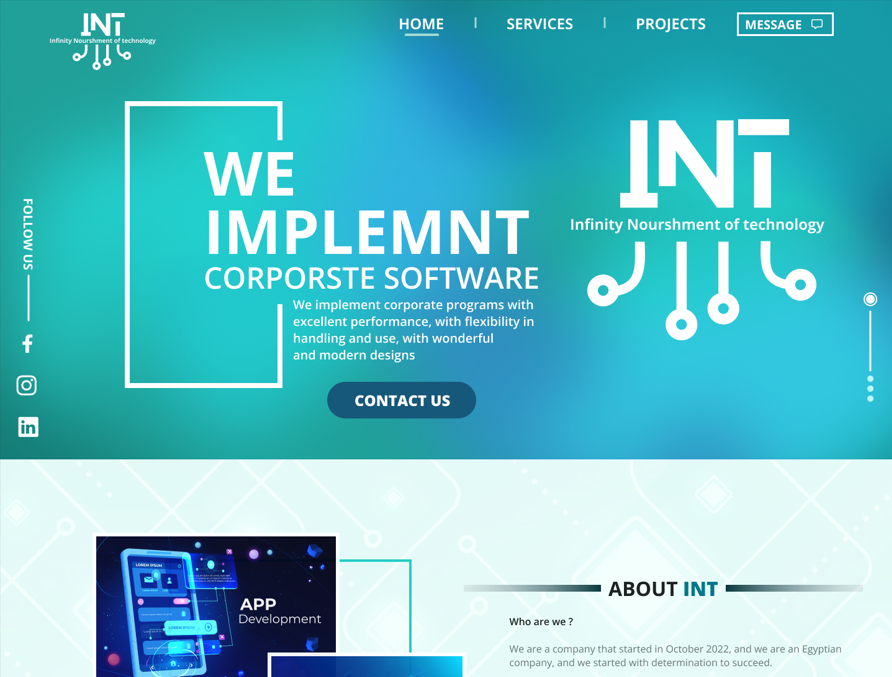 INT
Infinity Nourshment of technology
HOME
SERVICES
PROJECTS
MESSAGE
FOLLOW US
WE
IMPLEMNT
CORPORSTE SOFTWARE
We implement corporate programs with
excellent performance, with flexibility in
handling and use, with wonderful
and modern designs
CONTACT US
INT
Infinity Nourshment of technology
in
LOREM IPSUM
APP
Development
ABOUT INT
Who are we ?
We are a company that started in October 2022, and we are an Egyptian
company, and we started with determination to succeed.